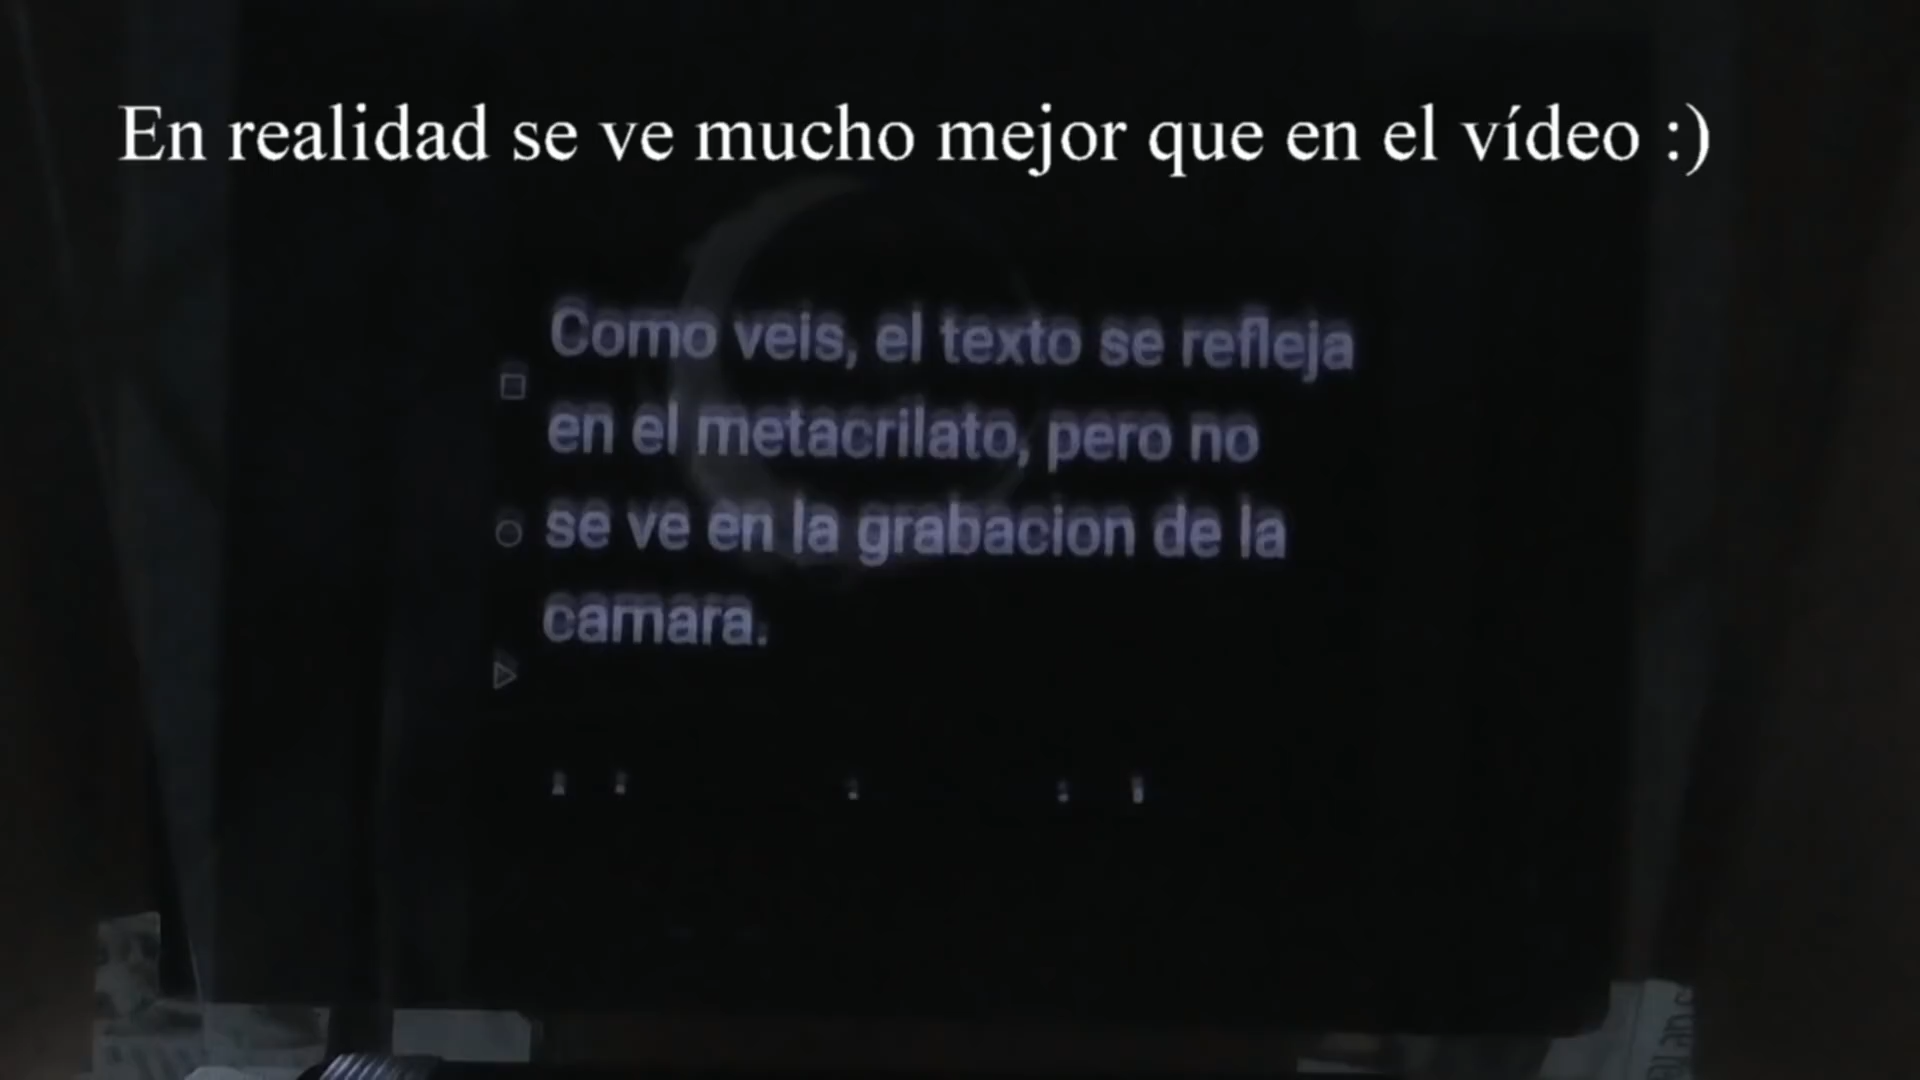 En realidad se ve mucho mejor que en el vídeo :)
Como veis, el texto se refleja
en el metacrilato, pero no
se ve en la grabacion de la
camara.